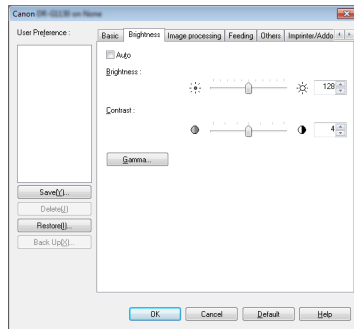 Canon
User Preference :
Basic Brightness Image processing Feeding Others Imprinter/Addo
Auto
Brightness :
128
Contrast :
4
Gamma...
Save(Y)...
Delete(J)
Restore(I)...
Back Up(X)...
OK Cancel Default Help